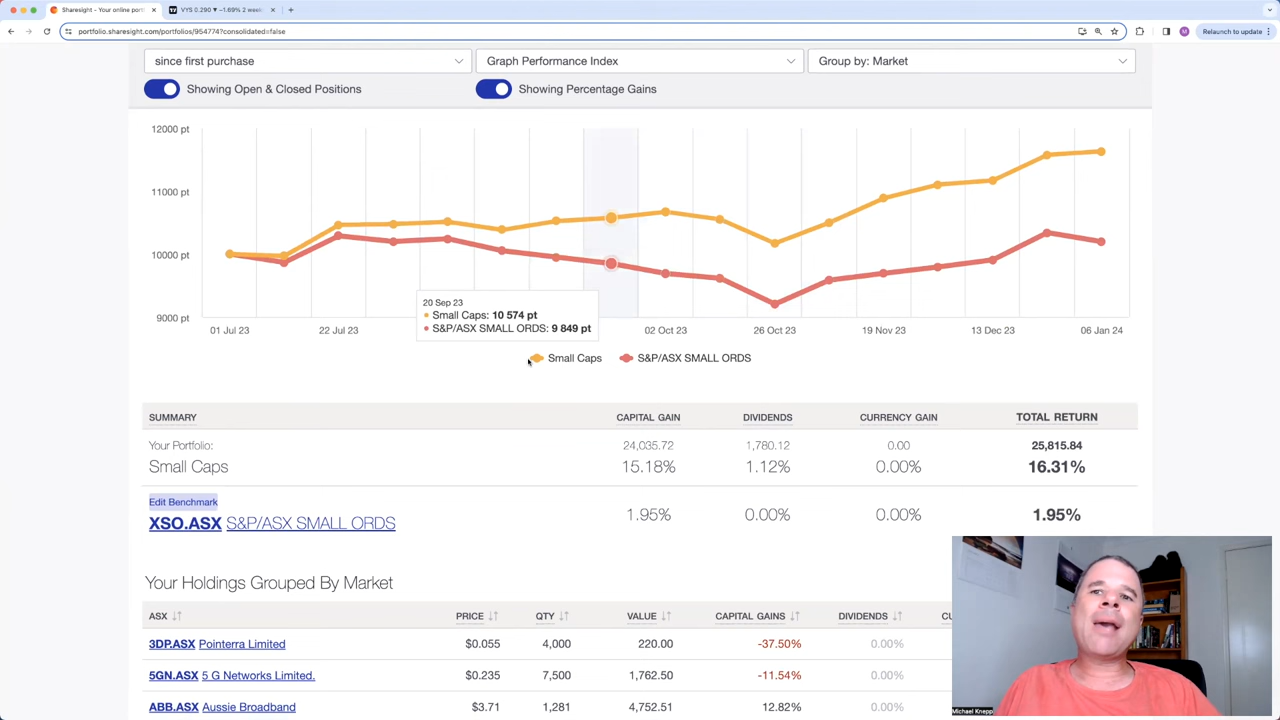 Sharesight - Your online port
VYS 0.290 ▼ −1.69% 2 week
portfolio.sharesight.com/portfolios/954774?consolidated=false
Relaunch to update
since first purchase
Graph Performance Index
Group by: Market
Showing Open & Closed Positions
Showing Percentage Gains
12000 pt
11000 pt
10000 pt
9000 pt
20 Sep 23
Small Caps: 10 574 pt
S&P/ASX SMALL ORDS: 9 849 pt
01 Jul 23 22 Jul 23 02 Oct 23 26 Oct 23 19 Nov 23 13 Dec 23 06 Jan 24
Small Caps S&P/ASX SMALL ORDS
SUMMARY CAPITAL GAIN DIVIDENDS CURRENCY GAIN TOTAL RETURN
Your Portfolio: 24,035.72 1,780.12 0.00 25,815.84
Small Caps 15.18% 1.12% 0.00% 16.31%
Edit Benchmark
XSO.ASX S&P/ASX SMALL ORDS 1.95% 0.00% 0.00% 1.95%
Your Holdings Grouped By Market
ASX PRICE QTY VALUE CAPITAL GAINS DIVIDENDS CU
3DP.ASX Pointerra Limited $0.055 4,000 220.00 -37.50% 0.00%
5GN.ASX 5 G Networks Limited. $0.235 7,500 1,762.50 -11.54% 0.00%
ABB.ASX Aussie Broadband $3.71 1,281 4,752.51 12.82% 0.00%
Michael Knepp